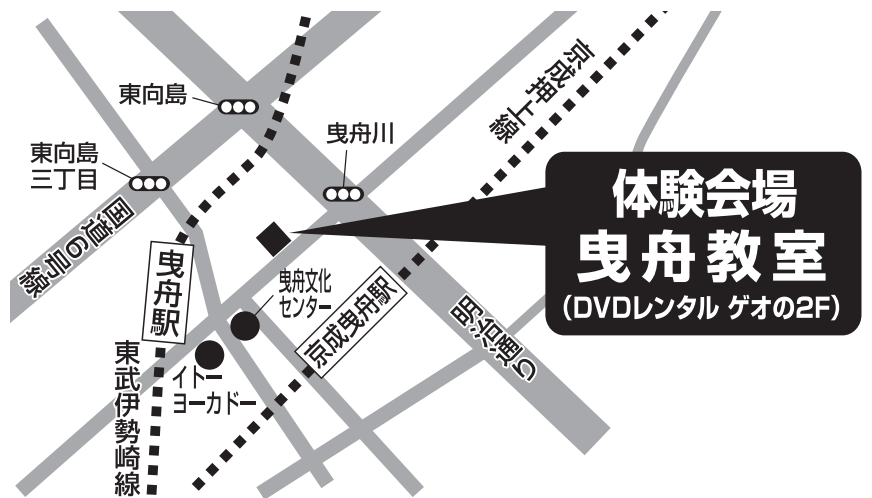 東向島
曳舟川
京成押上線
東向島
三丁目
国道6号線
曳舟駅
東武伊勢崎線
曳舟文化
センター
京成曳舟駅
明治通り
イトー
ヨーカドー
体験会場
曳舟教室
(DVDレンタル ゲオの2F)